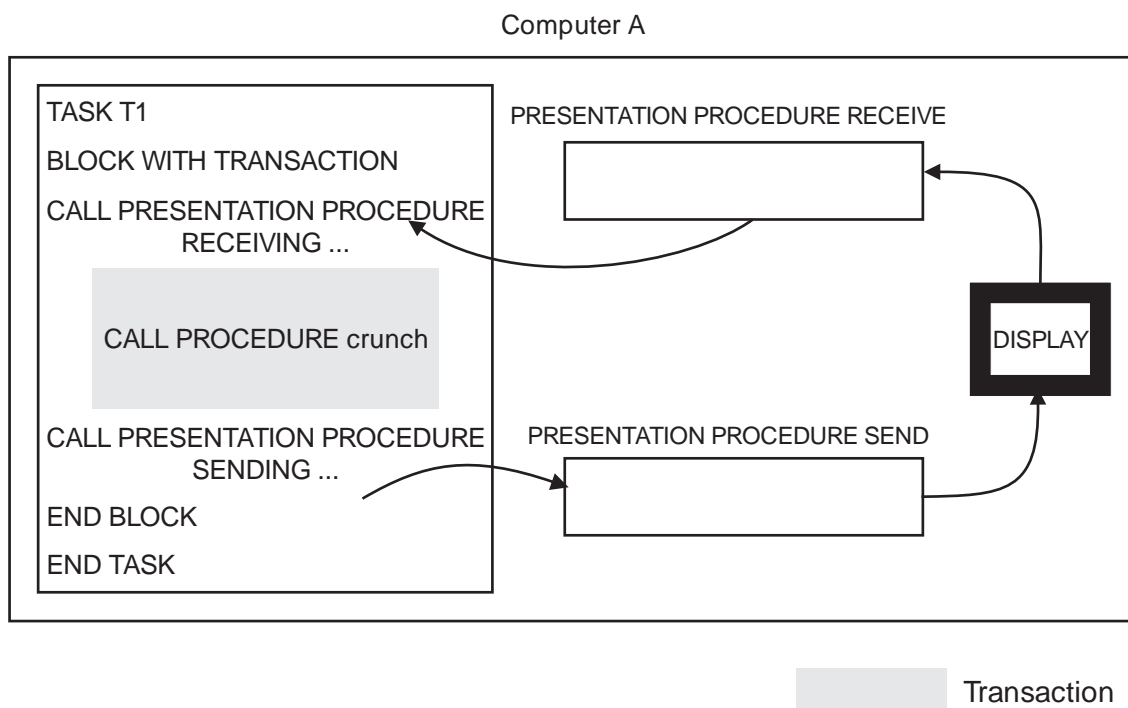 Computer A
TASK T1
BLOCK WITH TRANSACTION
CALL PRESENTATION PROCEDURE
RECEIVING ...
CALL PROCEDURE crunch
CALL PRESENTATION PROCEDURE
SENDING ...
END BLOCK
END TASK
PRESENTATION PROCEDURE RECEIVE
DISPLAY
PRESENTATION PROCEDURE SEND
Transaction